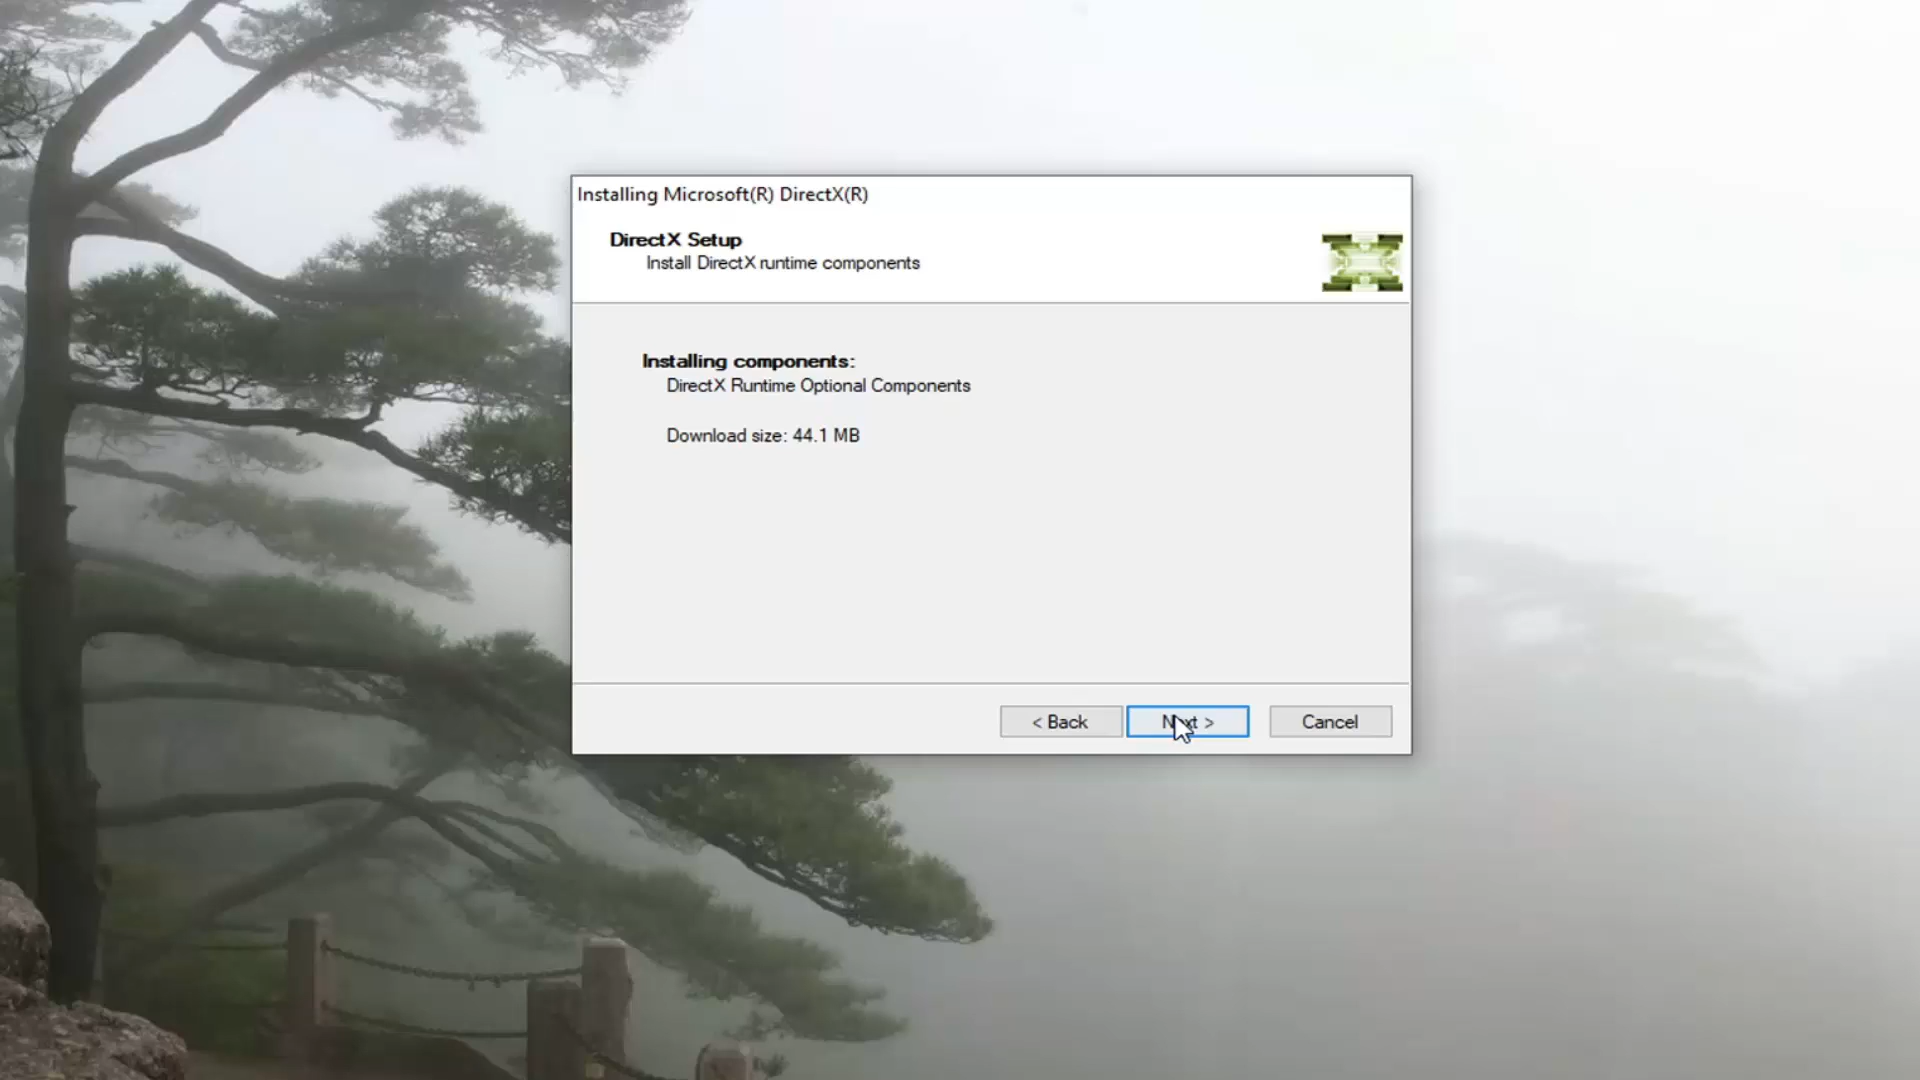 Installing Microsoft(R) DirectX(R)
DirectX Setup
Install DirectX runtime components
Installing components:
DirectX Runtime Optional Components
Download size: 44.1 MB
< Back
Next >
Cancel